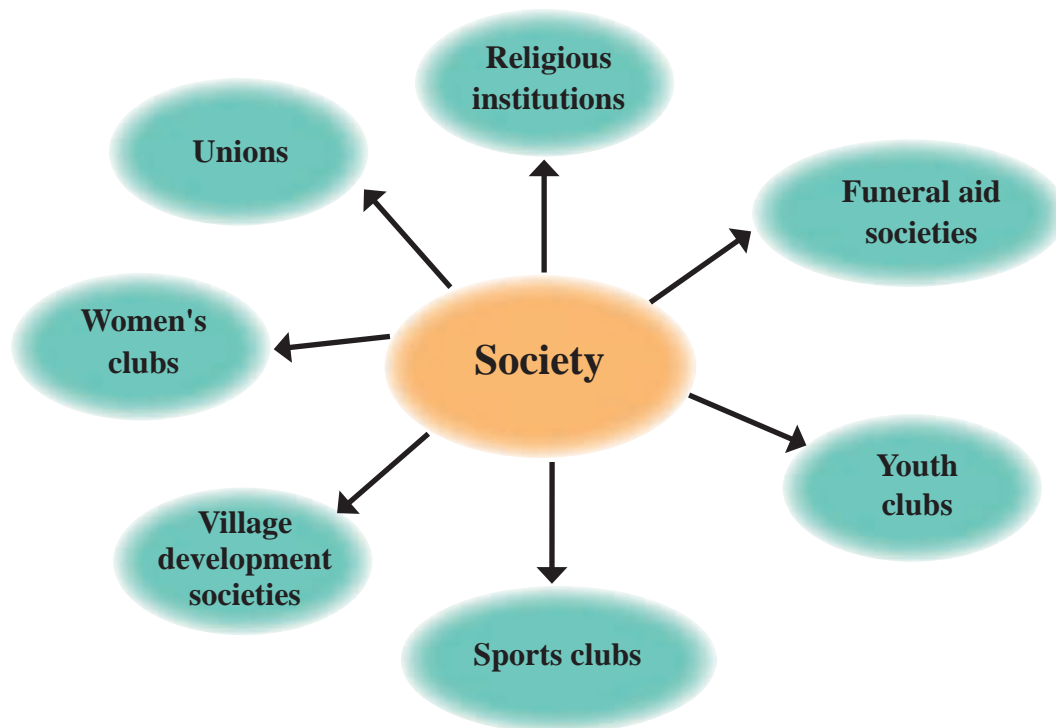 Religious
institutions
Unions
Funeral aid
societies
Women's
clubs
Society
Youth
clubs
Village
development
societies
Sports clubs